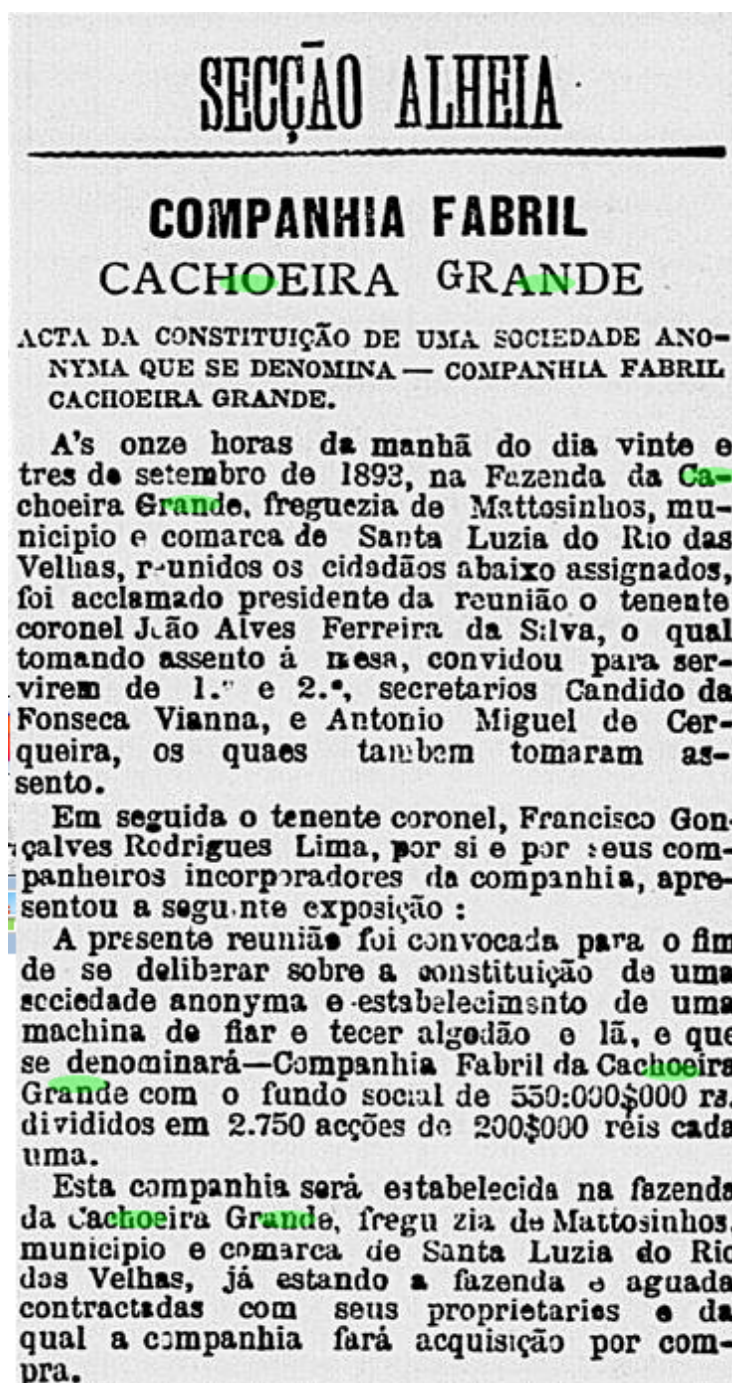 SECÇÃO ALHEIA
COMPANHIA FABRIL
CACHOEIRA GRANDE
ACTA DA CONSTITUIÇÃO DE UMA SOCIEDADE ANO-
NYMA QUE SE DENOMINA — COMPANHIA FABRIL
CACHOEIRA GRANDE.
A's onze horas da manhã do dia vinte e
tres de setembro de 1893, na Fazenda da Ca-
choeira Grande, freguezia de Mattosinhos, mu-
nicipio e comarca de Santa Luzia do Rio das
Velhas, reunidos os cidadãos abaixo assignados,
foi acclamado presidente da reunião o tenente
coronel João Alves Ferreira da Silva, o qual
tomando assento á mesa, convidou para ser-
virem de 1.º e 2.º, secretarios Candido da
Fonseca Vianna, e Antonio Miguel de Cer-
queira, os quaes tambem tomaram as-
sento.
Em seguida o tenente coronel, Francisco Gon-
çalves Rodrigues Lima, por si e por seus com-
panheiros incorporadores da companhia, apre-
sentou a seguinte exposição :
A presente reunião foi convocada para o fim
de se deliberar sobre a constituição de uma
sociedade anonyma e estabelecimento de uma
machina de fiar e tecer algodão e lã, e que
se denominará—Companhia Fabril da Cachoeira
Grande com o fundo social de 550:000$000 rs.
divididos em 2.750 acções de 200$000 réis cada
uma.
Esta companhia será estabelecida na fazenda
da Cachoeira Grande, freguezia de Mattosinhos,
municipio e comarca de Santa Luzia do Rio
das Velhas, já estando a fazenda e aguada
contractadas com seus proprietarios e da
qual a companhia fará acquisição por com-
pra.